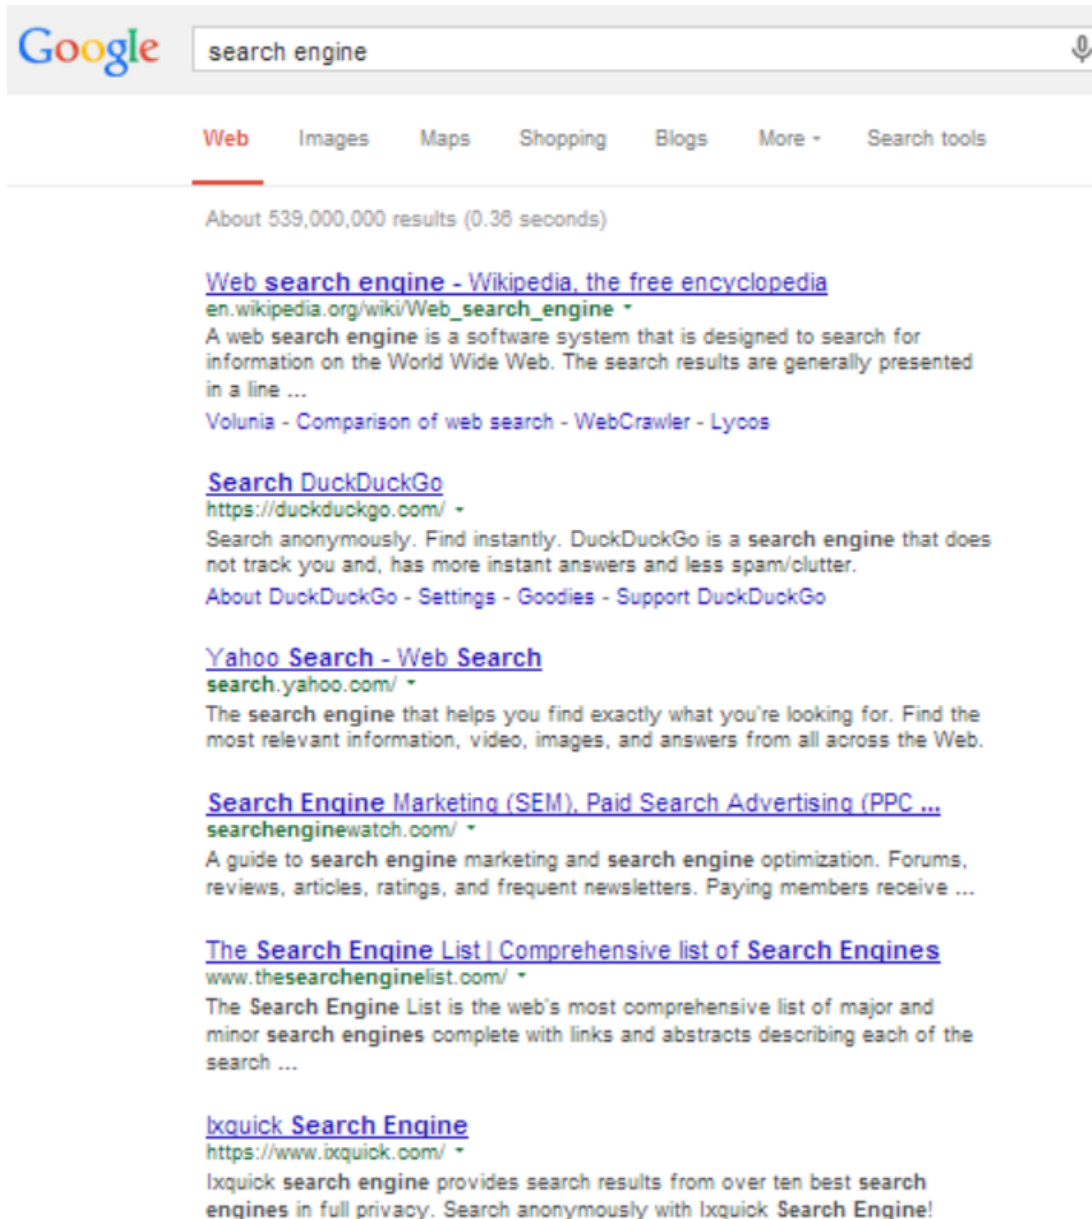 Google search engine
Web Images Maps Shopping Blogs More Search tools
About 539,000,000 results (0.36 seconds)
Web search engine - Wikipedia, the free encyclopedia
en.wikipedia.org/wiki/Web_search_engine
A web search engine is a software system that is designed to search for
information on the World Wide Web. The search results are generally presented
in a line ...
Volunia - Comparison of web search - WebCrawler - Lycos
Search DuckDuckGo
https://duckduckgo.com/
Search anonymously. Find instantly. DuckDuckGo is a search engine that does
not track you and, has more instant answers and less spam/clutter.
About DuckDuckGo - Settings - Goodies - Support DuckDuckGo
Yahoo Search - Web Search
search.yahoo.com/
The search engine that helps you find exactly what you're looking for. Find the
most relevant information, video, images, and answers from all across the Web.
Search Engine Marketing (SEM), Paid Search Advertising (PPC ...
searchenginewatch.com/
A guide to search engine marketing and search engine optimization. Forums,
reviews, articles, ratings, and frequent newsletters. Paying members receive ...
The Search Engine List | Comprehensive list of Search Engines
www.thesearchenginelist.com/
The Search Engine List is the web's most comprehensive list of major and
minor search engines complete with links and abstracts describing each of the
search ...
Ixquick Search Engine
https://www.ixquick.com/
Ixquick search engine provides search results from over ten best search
engines in full privacy. Search anonymously with Ixquick Search Engine!